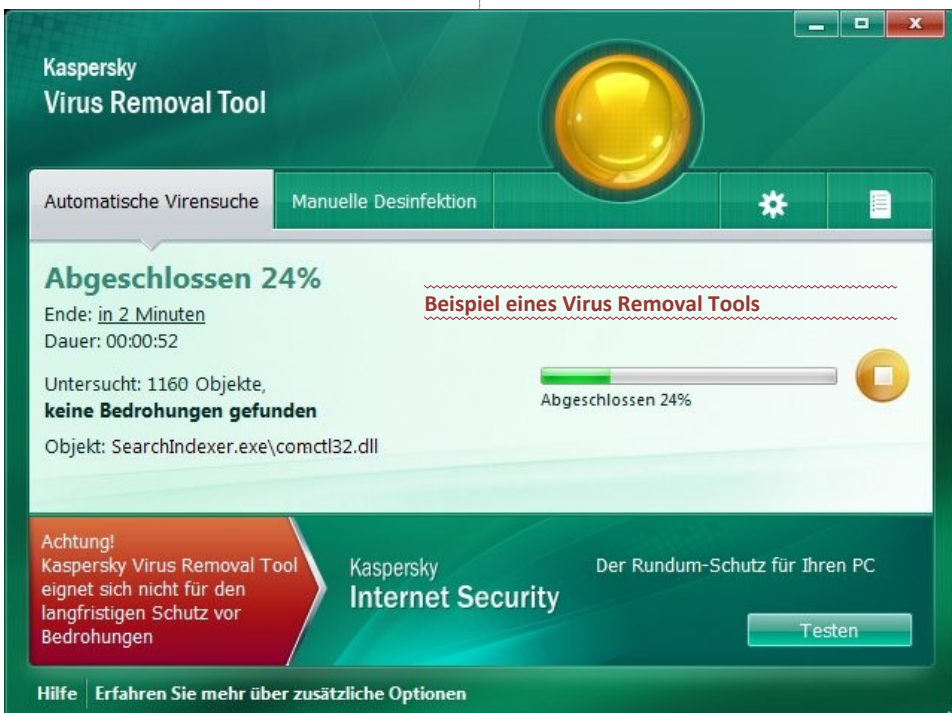 Kaspersky
Virus Removal Tool
Automatische Virensuche
Manuelle Desinfektion
Abgeschlossen 24%
Ende: in 2 Minuten
Dauer: 00:00:52
Beispiel eines Virus Removal Tools
Untersucht: 1160 Objekte,
keine Bedrohungen gefunden
Abgeschlossen 24%
Objekt: SearchIndexer.exe\comctl32.dll
Achtung!
Kaspersky Virus Removal Tool
eignet sich nicht für den
langfristigen Schutz vor
Bedrohungen
Kaspersky
Internet Security
Der Rundum-Schutz für Ihren PC
Testen
Hilfe
Erfahren Sie mehr über zusätzliche Optionen